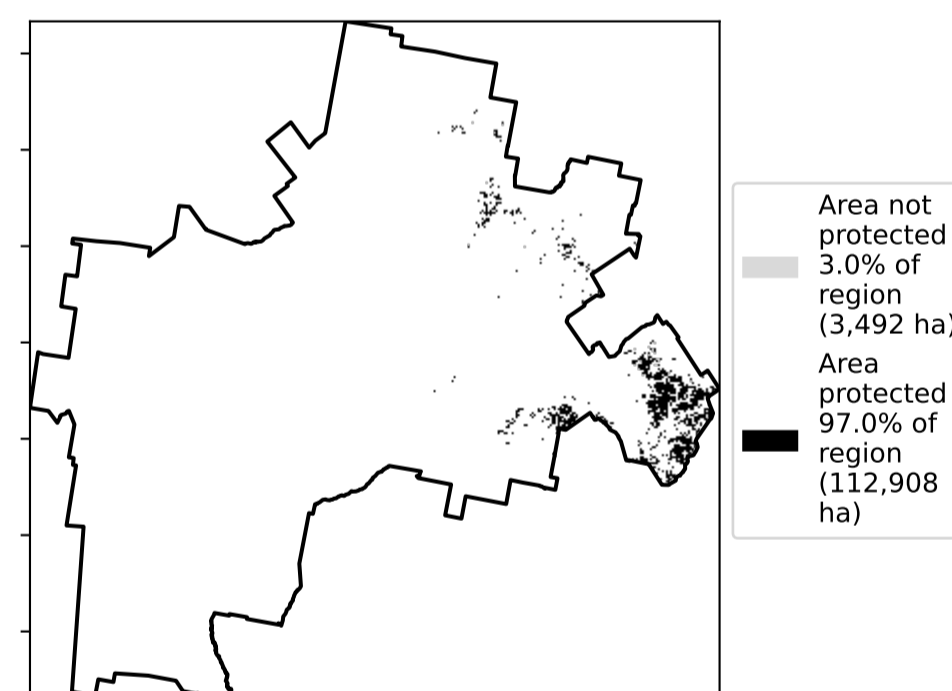 Area not
protected
3.0% of
region
(3,492 ha)
Area
protected
97.0% of
region
(112,908
ha)